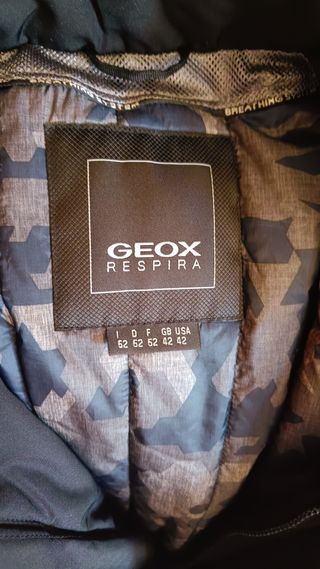 BREATHING
GEOX
RESPIRA
I D F GB USA
52 52 52 42 42